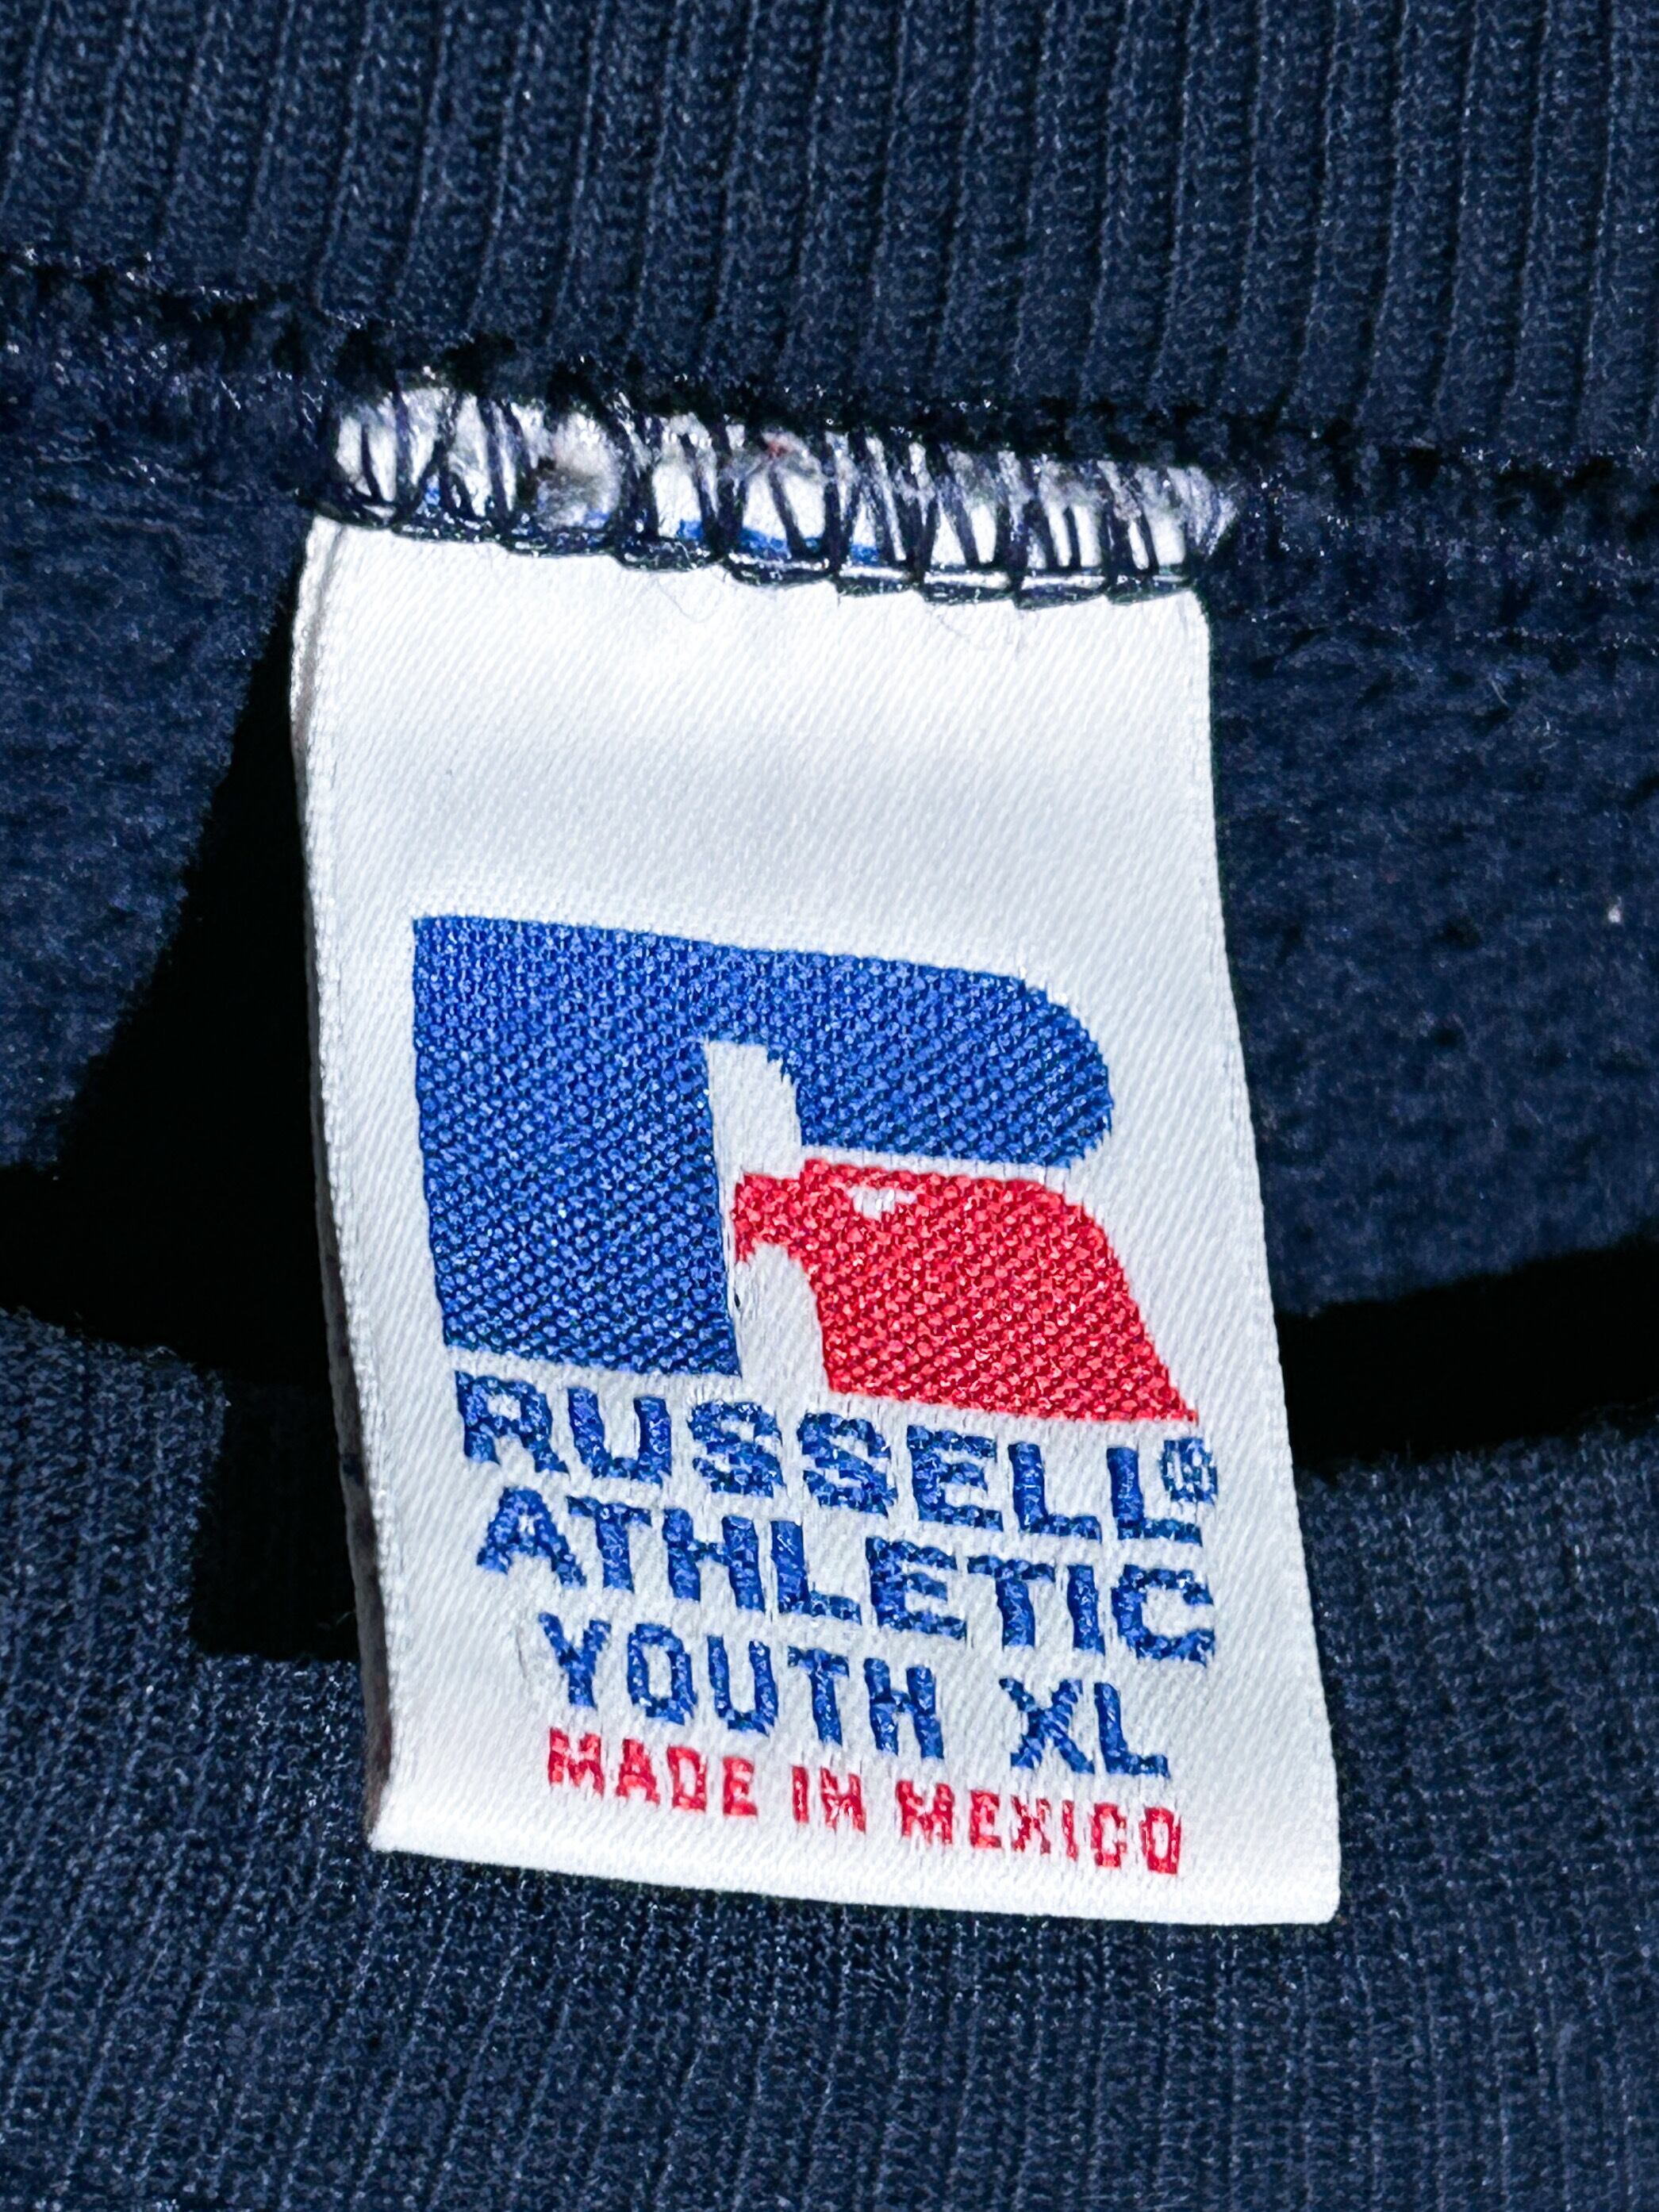 RUSSELL®
ATHLETIC
YOUTH XL
MADE IN MEXICO